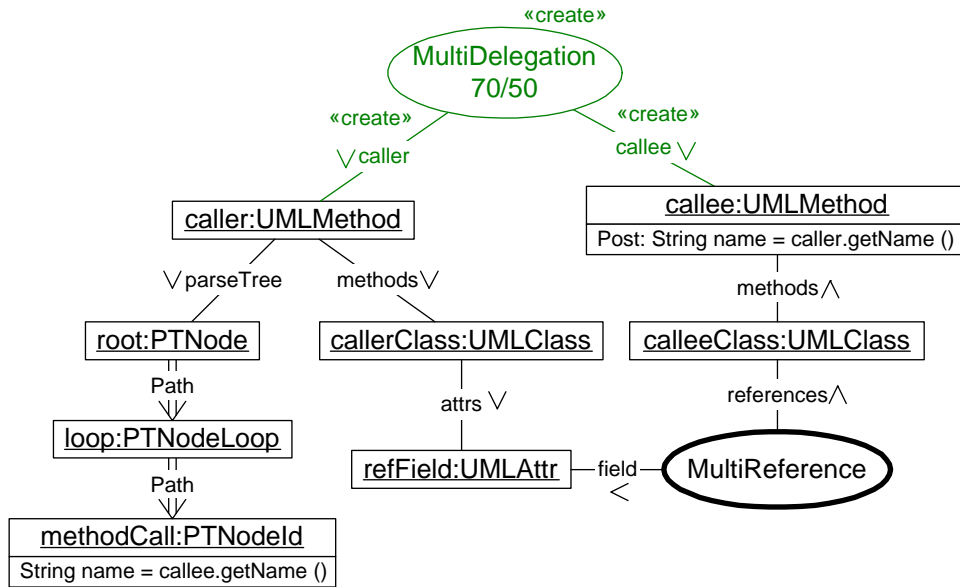 «create»
MultiDelegation
70/50
«create»
«create»
caller
callee
caller:UMLMethod
callee:UMLMethod
Post: String name = caller.getName ()
parseTree
methods
methods
root:PTNode
callerClass:UMLClass
calleeClass:UMLClass
Path
attrs
references
loop:PTNodeLoop
refField:UMLAttr
field
MultiReference
Path
methodCall:PTNodeId
String name = callee.getName ()